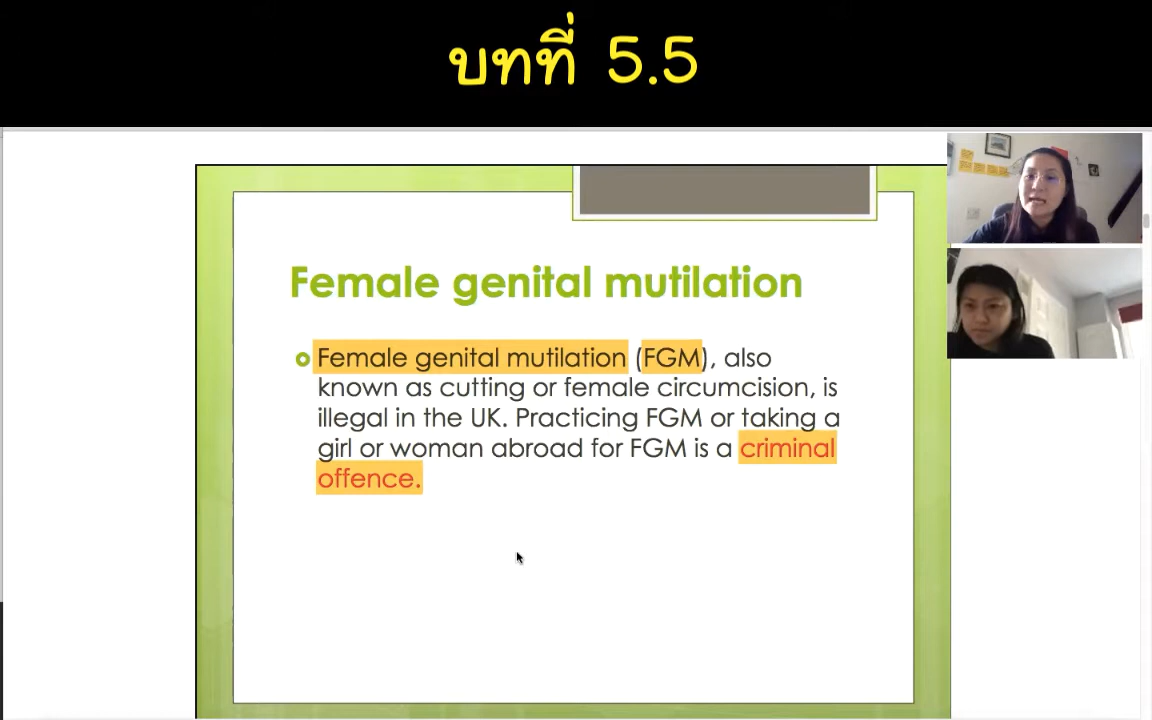 บทที่ 5.5
Female genital mutilation
Female genital mutilation (FGM), also
known as cutting or female circumcision, is
illegal in the UK. Practicing FGM or taking a
girl or woman abroad for FGM is a criminal
offence.